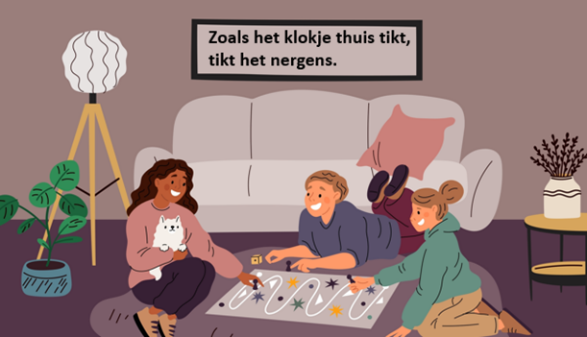 Zoals het klokje thuis tikt,
tikt het nergens.